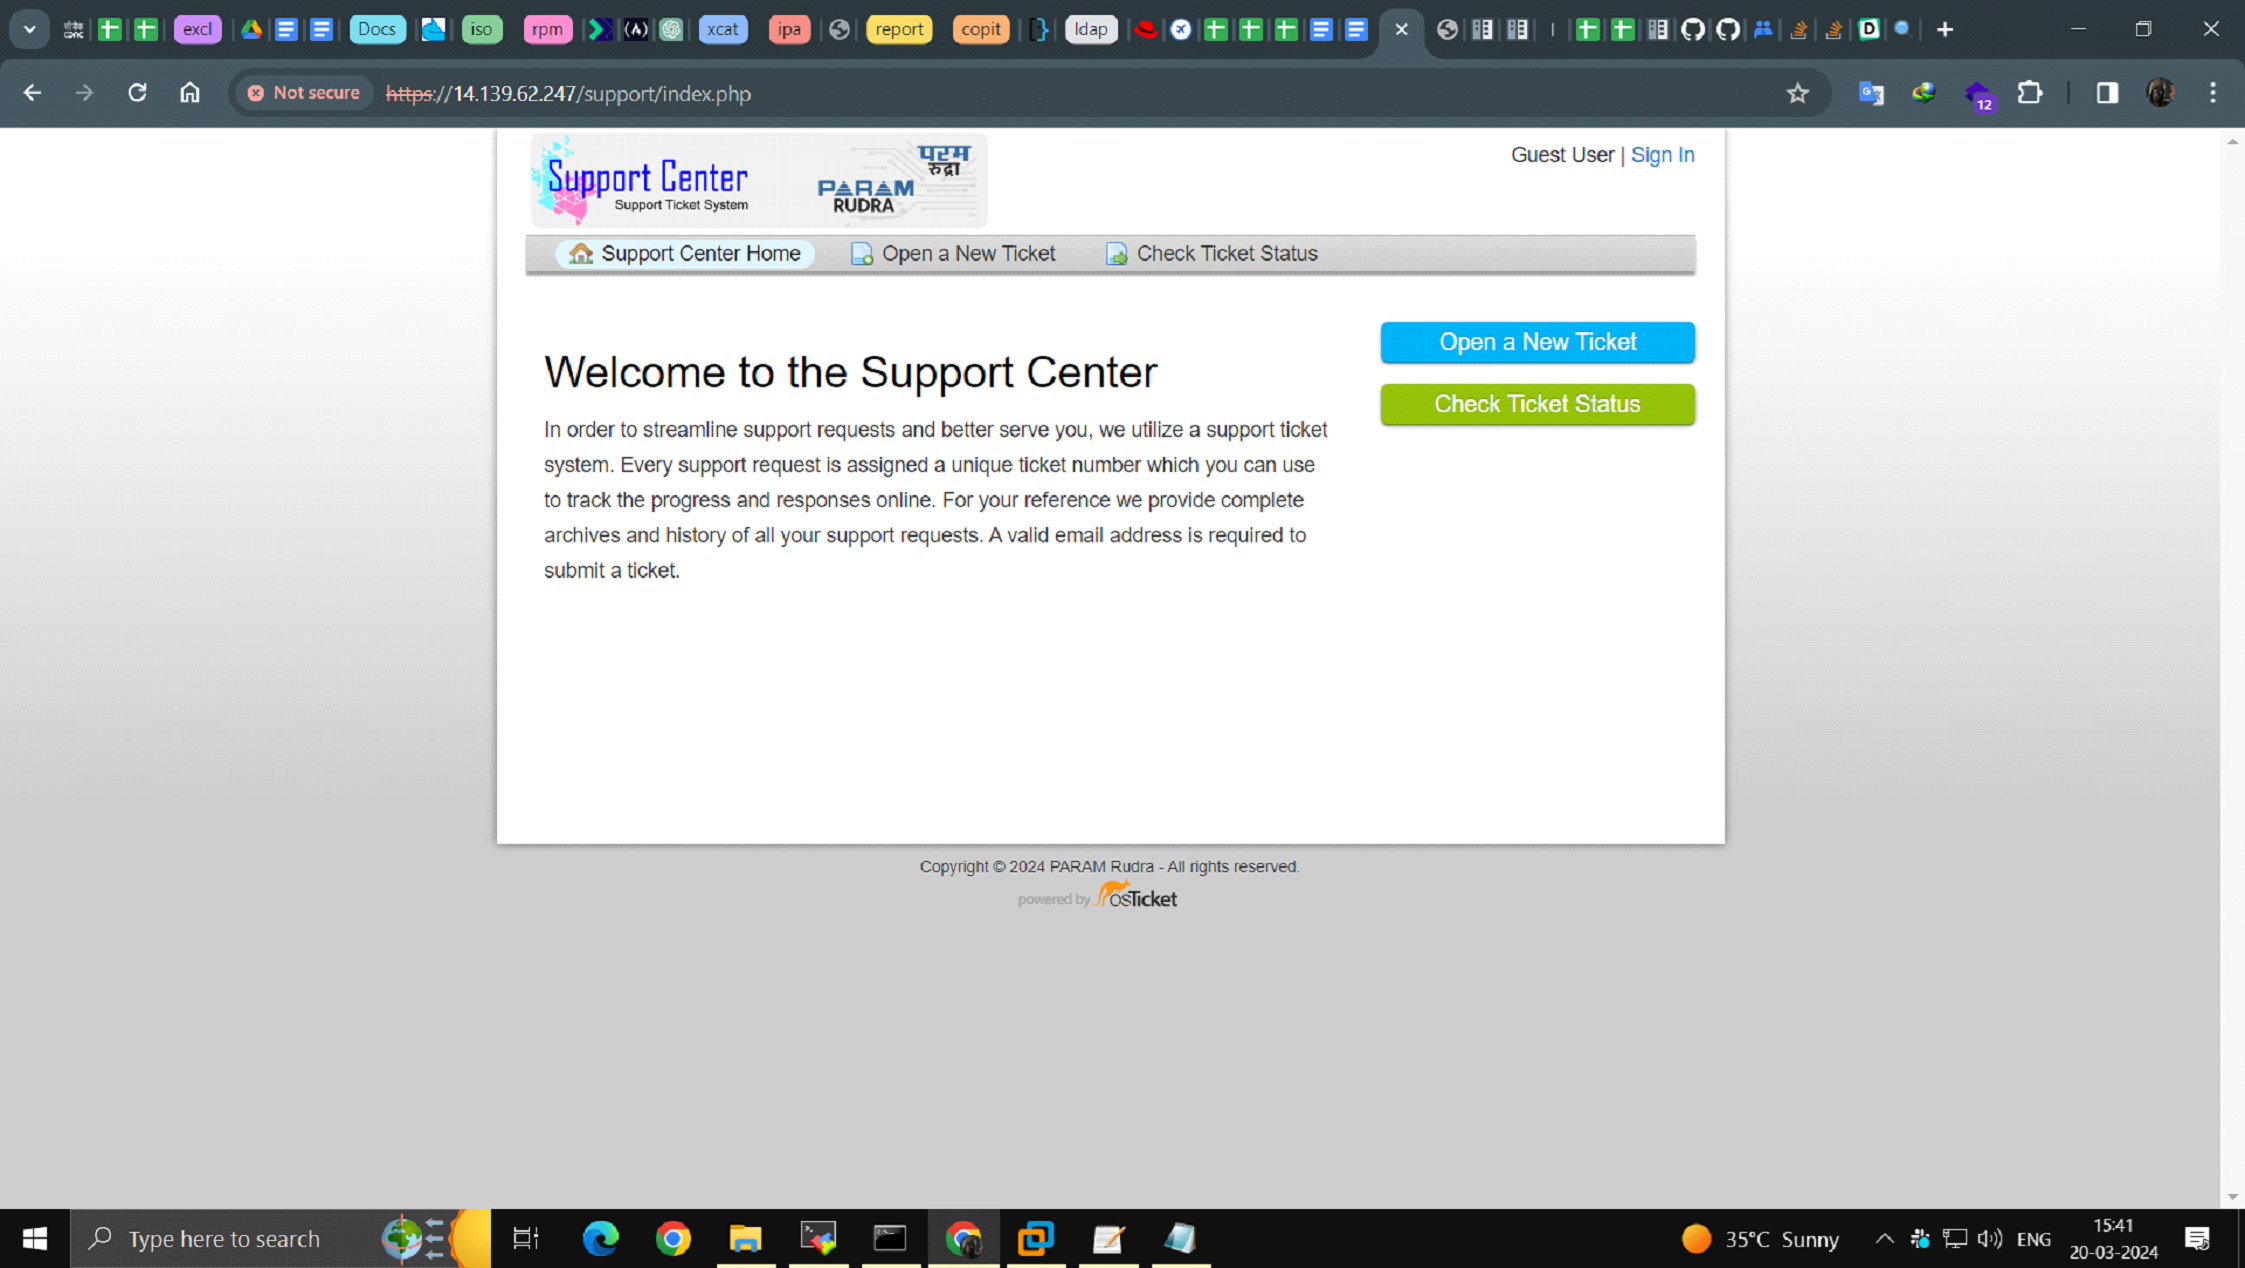 excl
Docs
iso
rpm
xcat
ipa
report
copit
ldap
Not secure
https://14.139.62.247/support/index.php
12
Support Center
Support Ticket System
परम
रुद्रा
PARAM
RUDRA
Guest User | Sign In
Support Center Home
Open a New Ticket
Check Ticket Status
Open a New Ticket
Check Ticket Status
Welcome to the Support Center
In order to streamline support requests and better serve you, we utilize a support ticket
system. Every support request is assigned a unique ticket number which you can use
to track the progress and responses online. For your reference we provide complete
archives and history of all your support requests. A valid email address is required to
submit a ticket.
Copyright © 2024 PARAM Rudra - All rights reserved.
powered by osTicket
Type here to search
35°C Sunny
ENG
15:41
20-03-2024